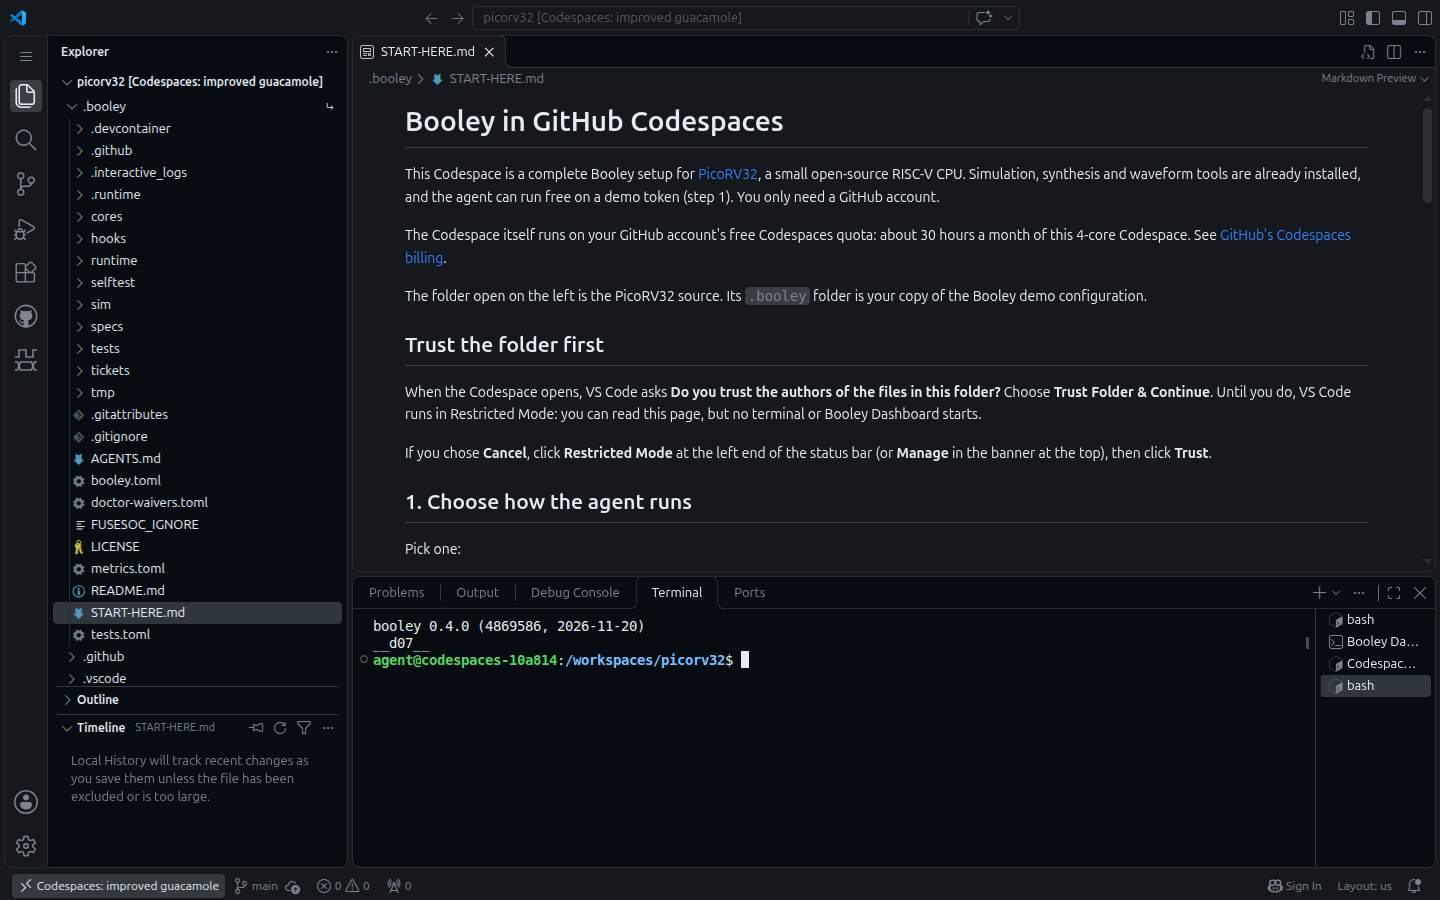 picorv32 [Codespaces: improved guacamole]
Explorer
picorv32 [Codespaces: improved guacamole]
.booley
.devcontainer
.github
.interactive_logs
.runtime
cores
hooks
runtime
selftest
sim
specs
tests
tickets
tmp
.gitattributes
.gitignore
AGENTS.md
booley.toml
doctor-waivers.toml
FUSESOC_IGNORE
LICENSE
metrics.toml
README.md
START-HERE.md
tests.toml
.github
.vscode
Outline
Timeline START-HERE.md
Local History will track recent changes as
you save them unless the file has been
excluded or is too large.
START-HERE.md
.booley > START-HERE.md
Markdown Preview
Booley in GitHub Codespaces
This Codespace is a complete Booley setup for PicoRV32, a small open-source RISC-V CPU. Simulation, synthesis and waveform tools are already installed,
and the agent can run free on a demo token (step 1). You only need a GitHub account.
The Codespace itself runs on your GitHub account's free Codespaces quota: about 30 hours a month of this 4-core Codespace. See GitHub's Codespaces
billing.
The folder open on the left is the PicoRV32 source. Its .booley folder is your copy of the Booley demo configuration.
Trust the folder first
When the Codespace opens, VS Code asks Do you trust the authors of the files in this folder? Choose Trust Folder & Continue. Until you do, VS Code
runs in Restricted Mode: you can read this page, but no terminal or Booley Dashboard starts.
If you chose Cancel, click Restricted Mode at the left end of the status bar (or Manage in the banner at the top), then click Trust.
1. Choose how the agent runs
Pick one:
Problems Output Debug Console Terminal Ports
booley 0.4.0 (4869586, 2026-11-20)
__d07__
agent@codespaces-10a814:/workspaces/picorv32$
bash
Booley Da...
Codespac...
bash
Codespaces: improved guacamole main 0 0 0
Sign In Layout: us